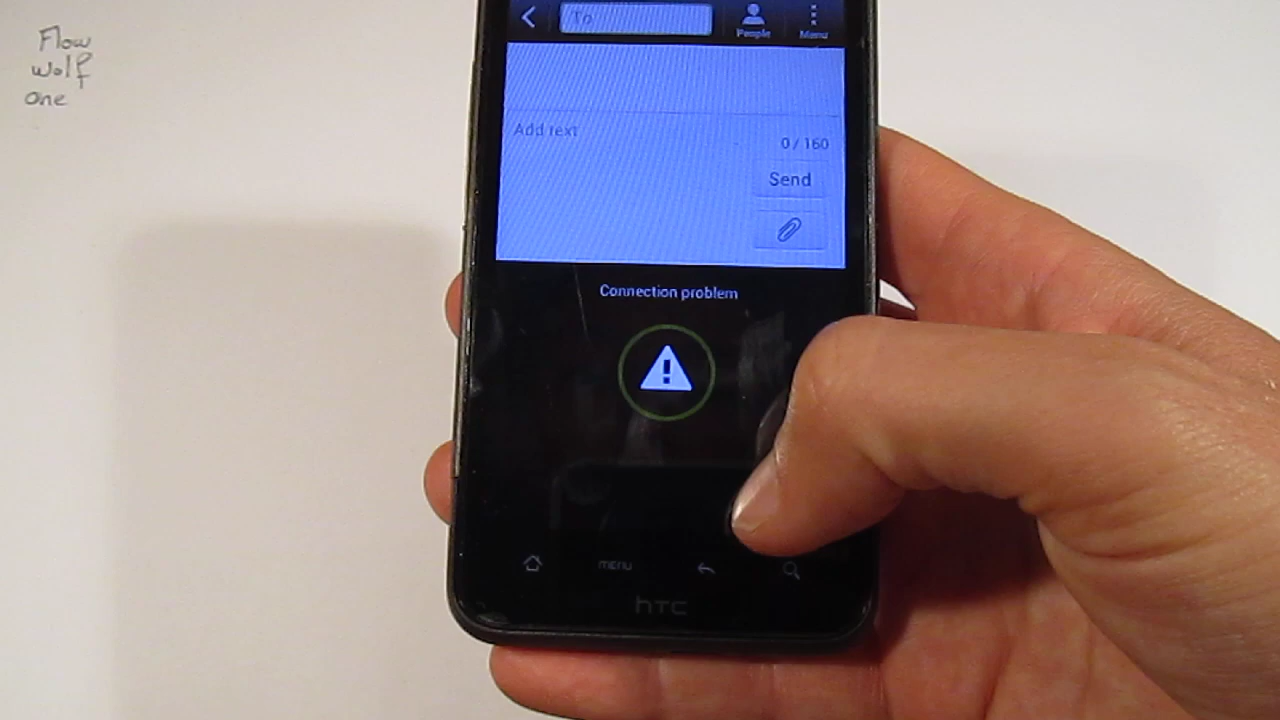 Flow
wolf
one
To
People
Menu
Add text
0 / 160
Send
Connection problem
MENU
hTC